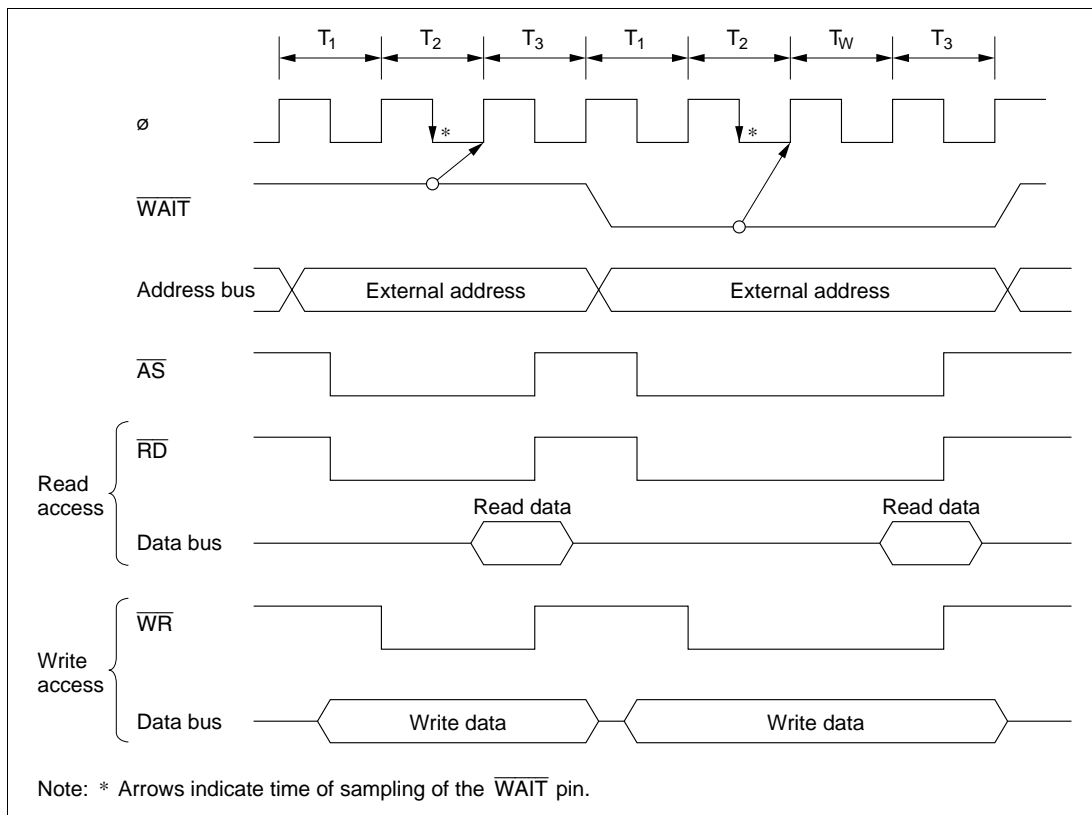 T1 T2 T3 T1 T2 TW T3
ø
* *
WAIT
Address bus External address External address
AS
RD
Read access
Read data Read data
Data bus
WR
Write access
Data bus Write data Write data
Note: * Arrows indicate time of sampling of the WAIT pin.